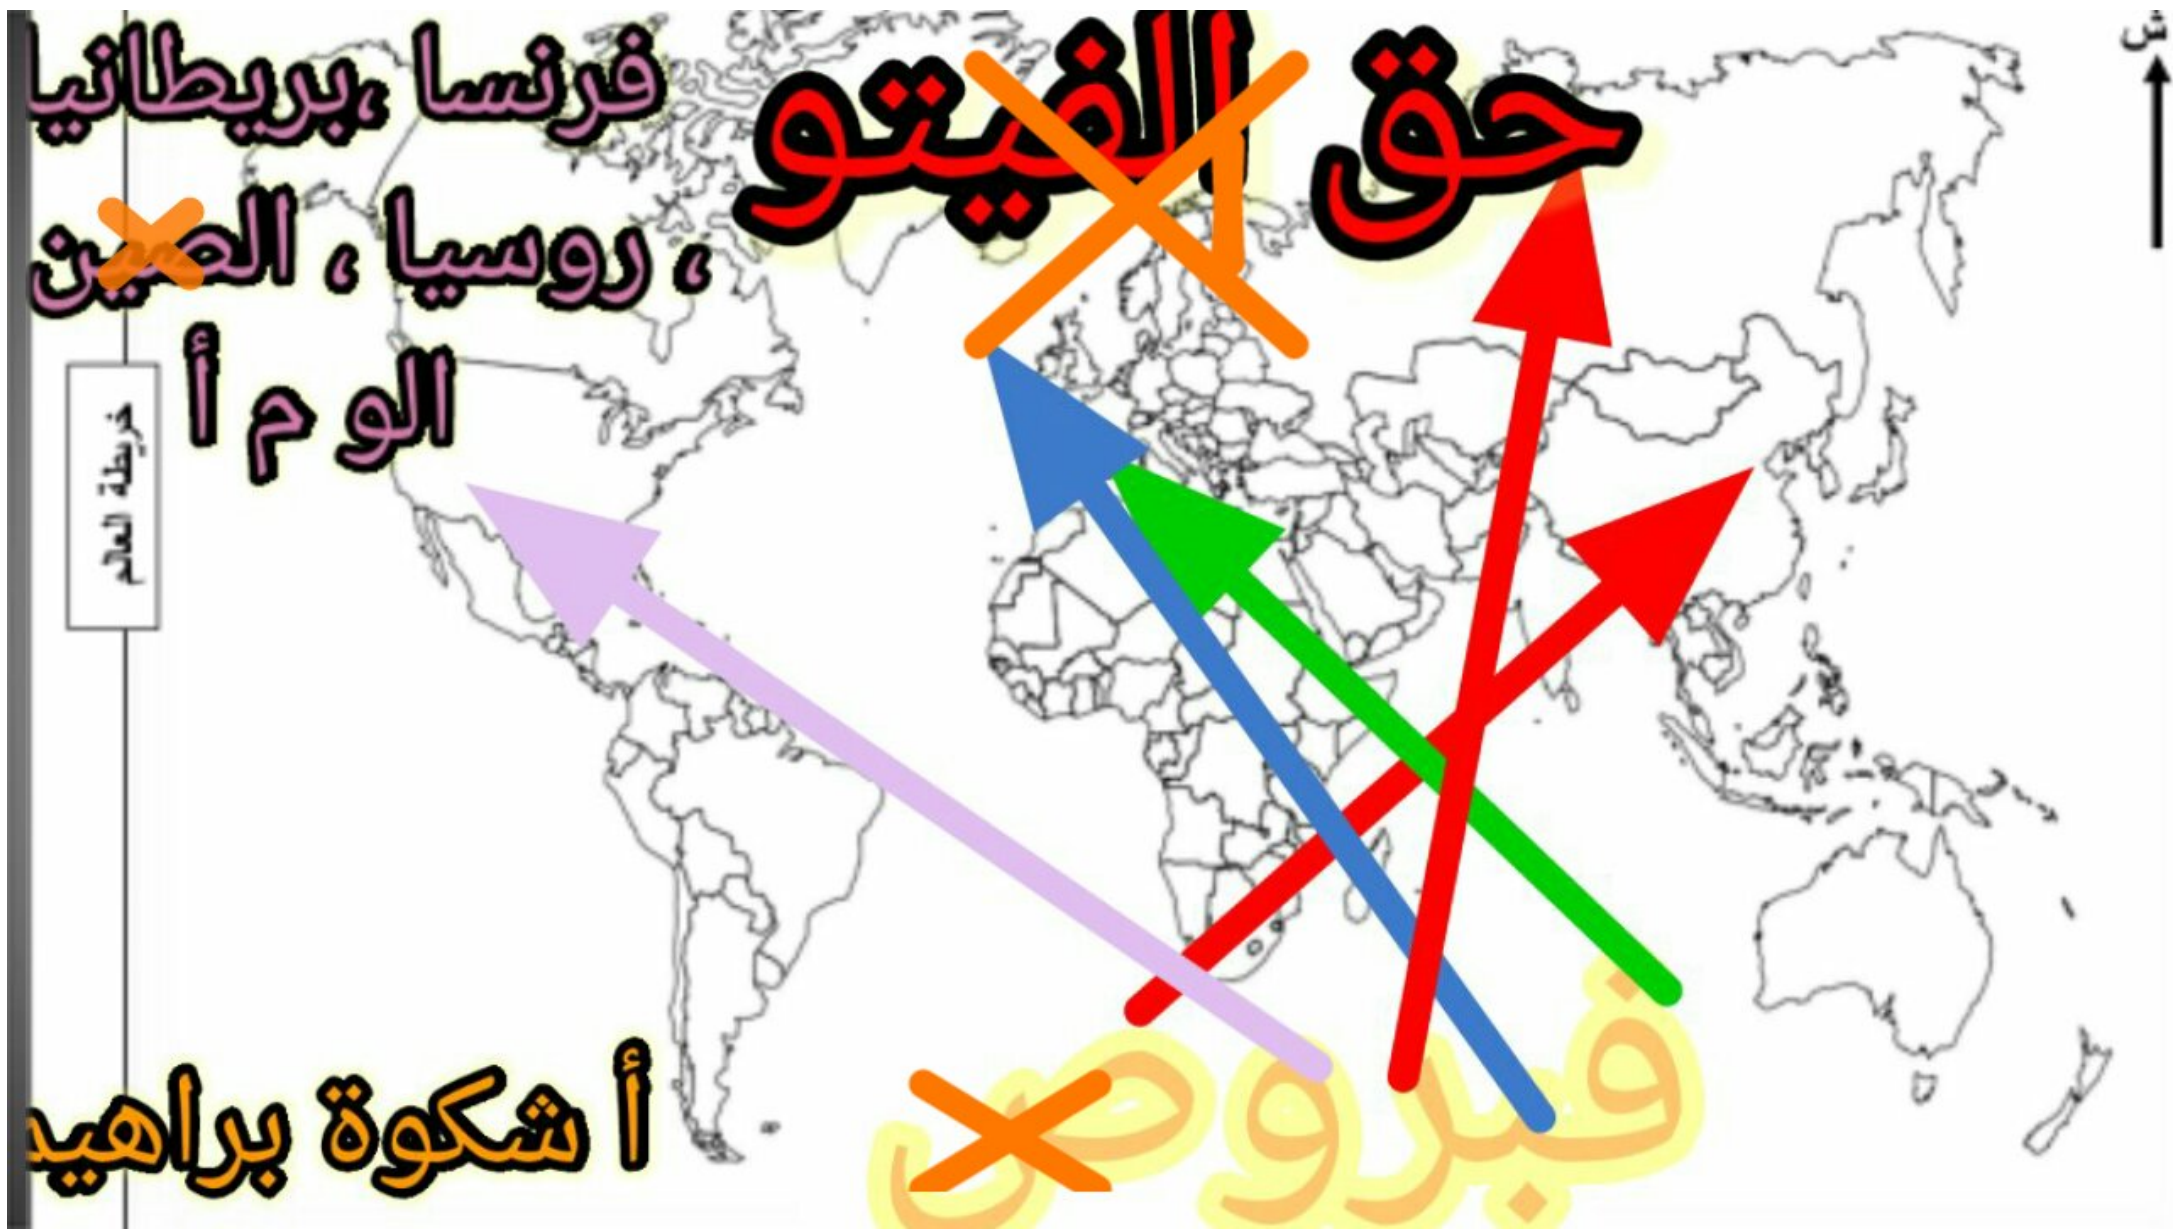 حق الفيتو
فرنسا ،بريطانيا
، روسيا ، الصين
الو م أ
خريطة العالم
ش
فبروص
أ شكوة براهيم